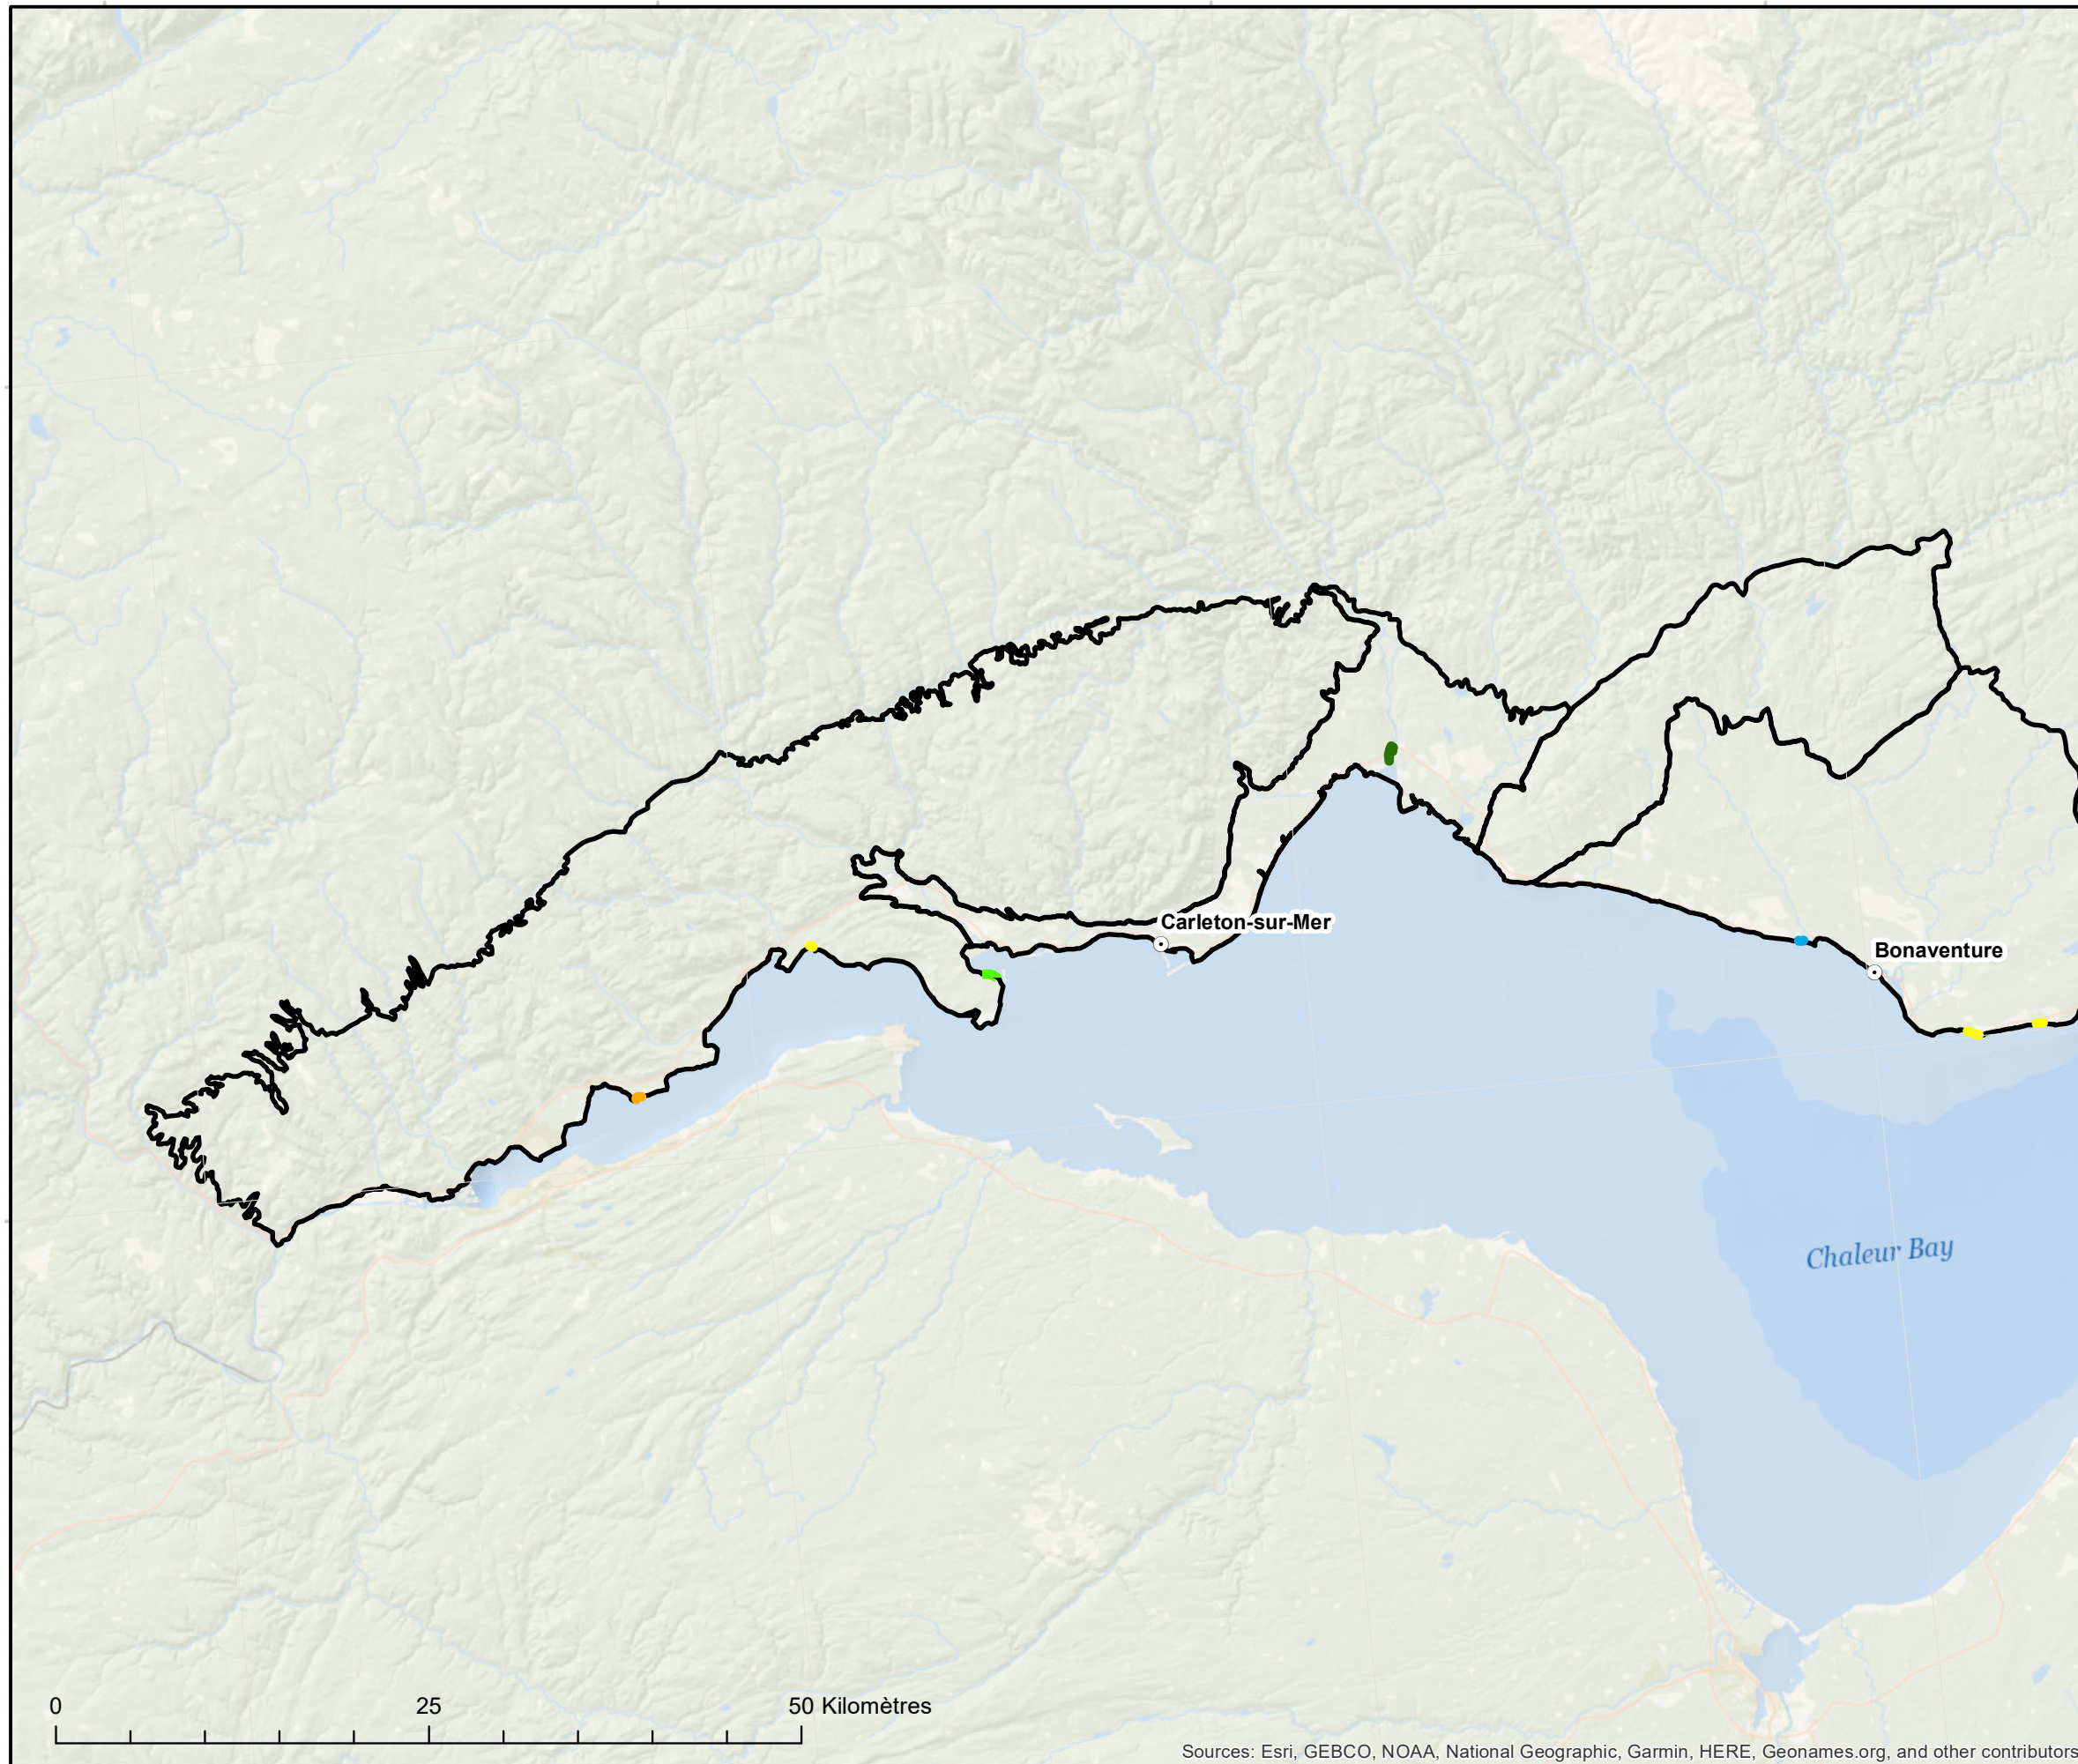 Carleton-sur-Mer
Bonaventure
Chaleur Bay
0 25 50 Kilomètres
Sources: Esri, GEBCO, NOAA, National Geographic, Garmin, HERE, Geonames.org, and other contributors